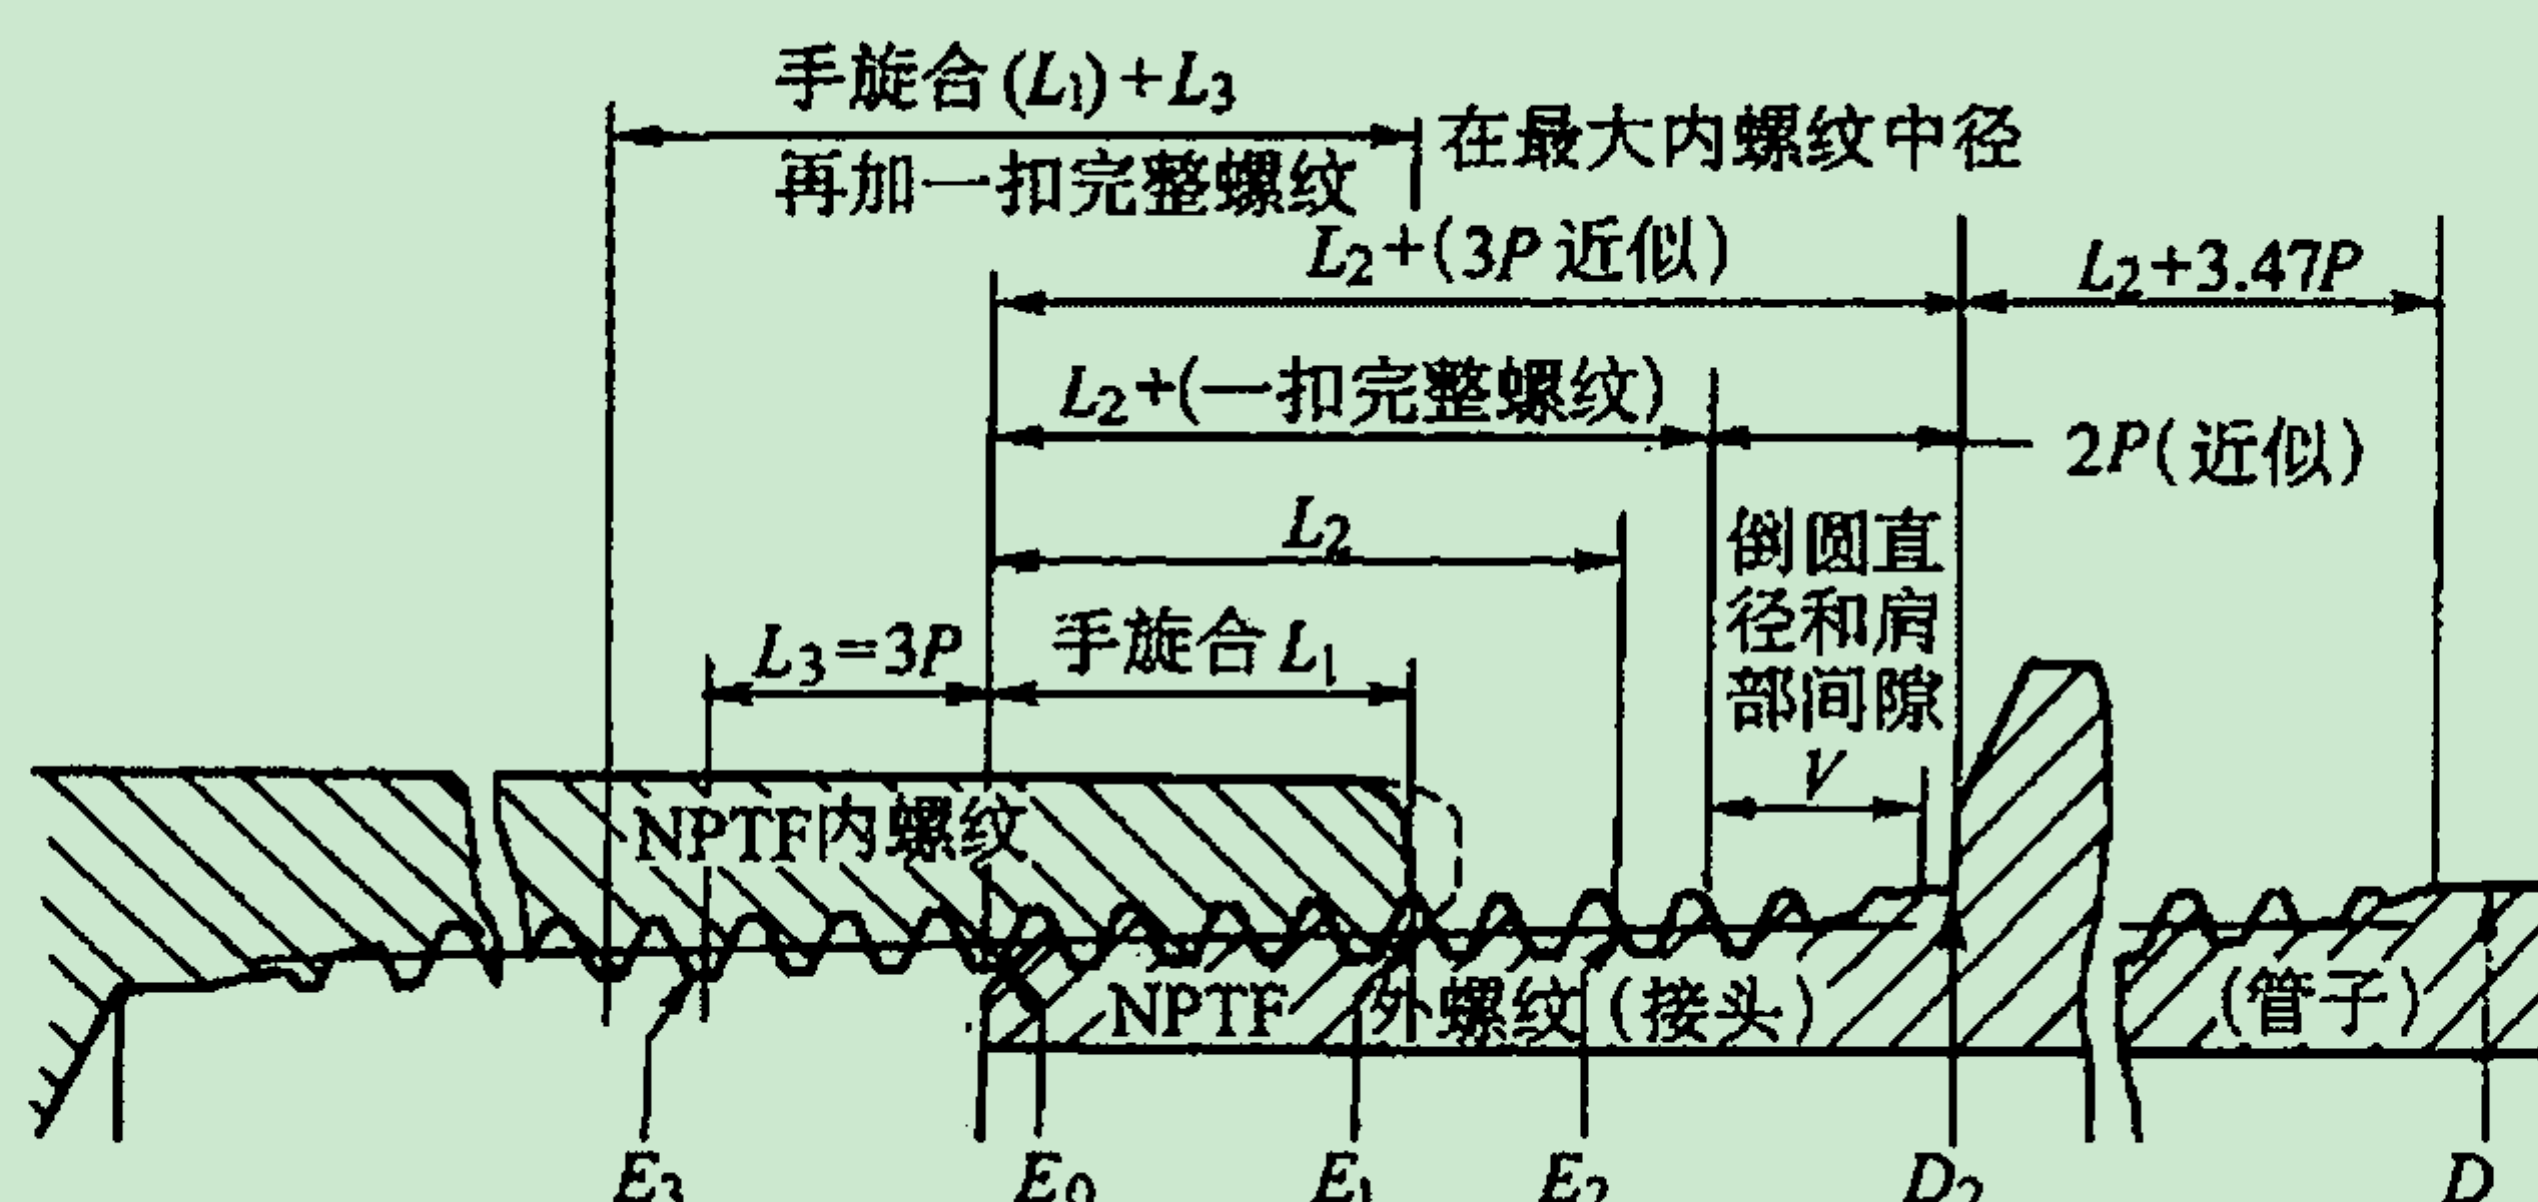 手旋合(L₁)+L₃
再加一扣完整螺纹
在最大内螺纹中径
L₂+(3P近似)
L₂+3.47P
L₂+(一扣完整螺纹)
2P(近似)
L₂
倒圆直
径和肩
部间隙
V
L₃=3P
手旋合L₁
NPTF内螺纹
NPTF 外螺纹(接头)
(管子)
E₃
E₀
E₁
E₂
D₂
D